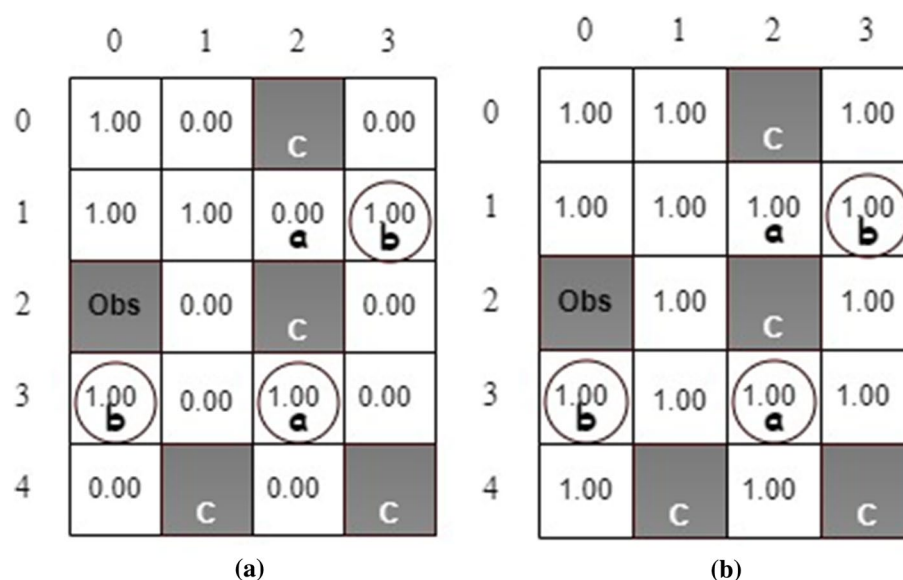 0 1 2 3
0 1.00 0.00 C 0.00
1 1.00 1.00 0.00 a 1.00 b
2 Obs 0.00 C 0.00
3 1.00 b 0.00 1.00 a 0.00
4 0.00 C 0.00 C
(a)
0 1 2 3
0 1.00 1.00 C 1.00
1 1.00 1.00 1.00 a 1.00 b
2 Obs 1.00 C 1.00
3 1.00 b 1.00 1.00 a 1.00
4 1.00 C 1.00 C
(b)